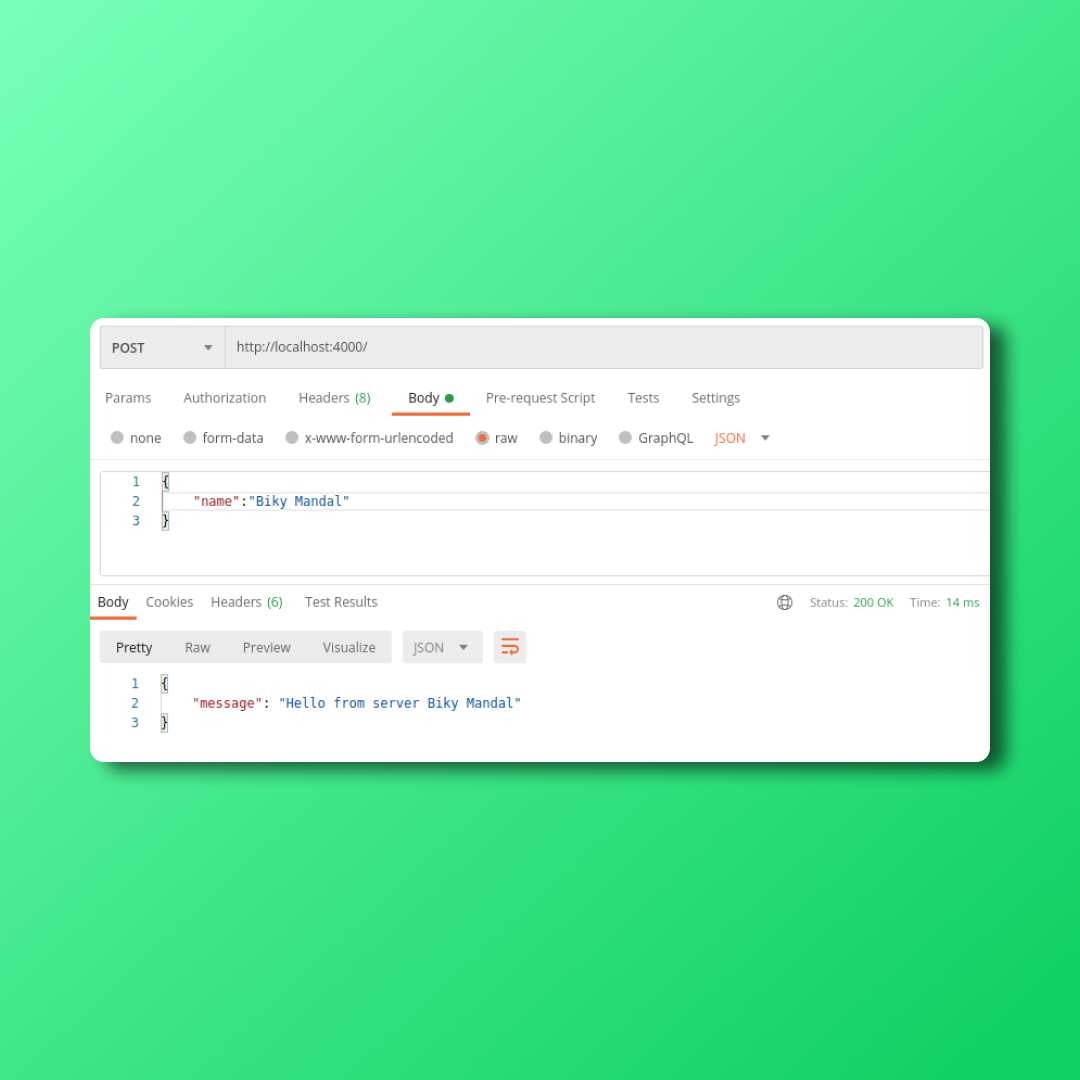 POST http://localhost:4000/
Params Authorization Headers (8) Body Pre-request Script Tests Settings
none form-data x-www-form-urlencoded raw binary GraphQL JSON
1 {
2 "name":"Biky Mandal"
3 }
Body Cookies Headers (6) Test Results Status: 200 OK Time: 14 ms
Pretty Raw Preview Visualize JSON
1 {
2 "message": "Hello from server Biky Mandal"
3 }